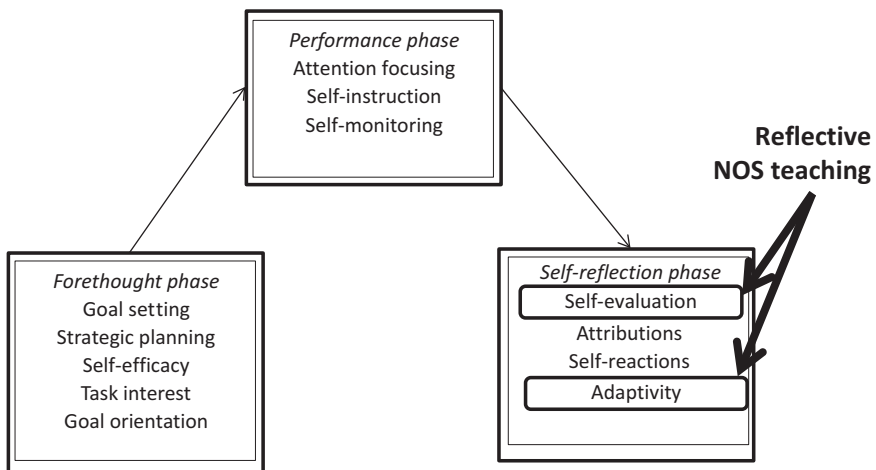 Performance phase
Attention focusing
Self-instruction
Self-monitoring
Reflective
NOS teaching
Forethought phase
Goal setting
Strategic planning
Self-efficacy
Task interest
Goal orientation
Self-reflection phase
Self-evaluation
Attributions
Self-reactions
Adaptivity